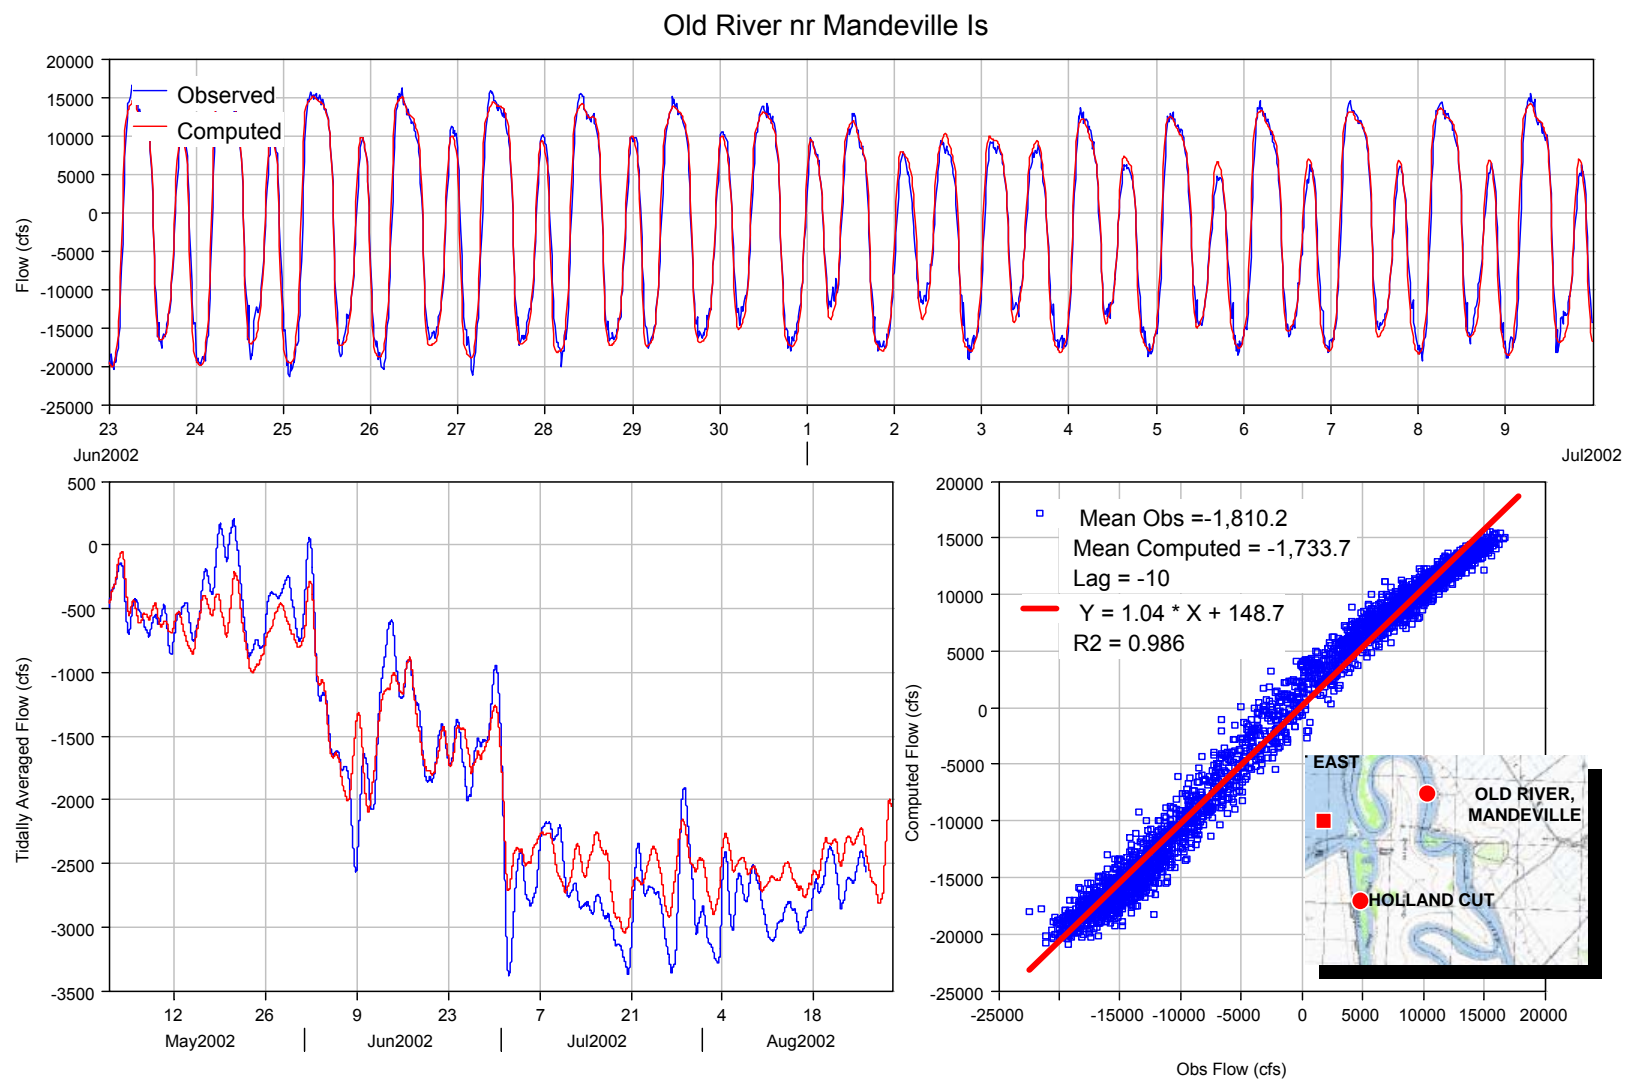 Old River nr Mandeville Is
20000
15000
10000
5000
0
-5000
-10000
-15000
-20000
-25000
Flow (cfs)
Observed
Computed
23 24 25 26 27 28 29 30 1 2 3 4 5 6 7 8 9
Jun2002 Jul2002
500
0
-500
-1000
-1500
-2000
-2500
-3000
-3500
Tidally Averaged Flow (cfs)
12 26 9 23 7 21 4 18
May2002 Jun2002 Jul2002 Aug2002
20000
15000
10000
5000
0
-5000
-10000
-15000
-20000
-25000
Computed Flow (cfs)
Mean Obs =-1,810.2
Mean Computed = -1,733.7
Lag = -10
Y = 1.04 * X + 148.7
R2 = 0.986
EAST
OLD RIVER,
MANDEVILLE
HOLLAND CUT
-25000 -15000 -10000 -5000 0 5000 10000 15000 20000
Obs Flow (cfs)